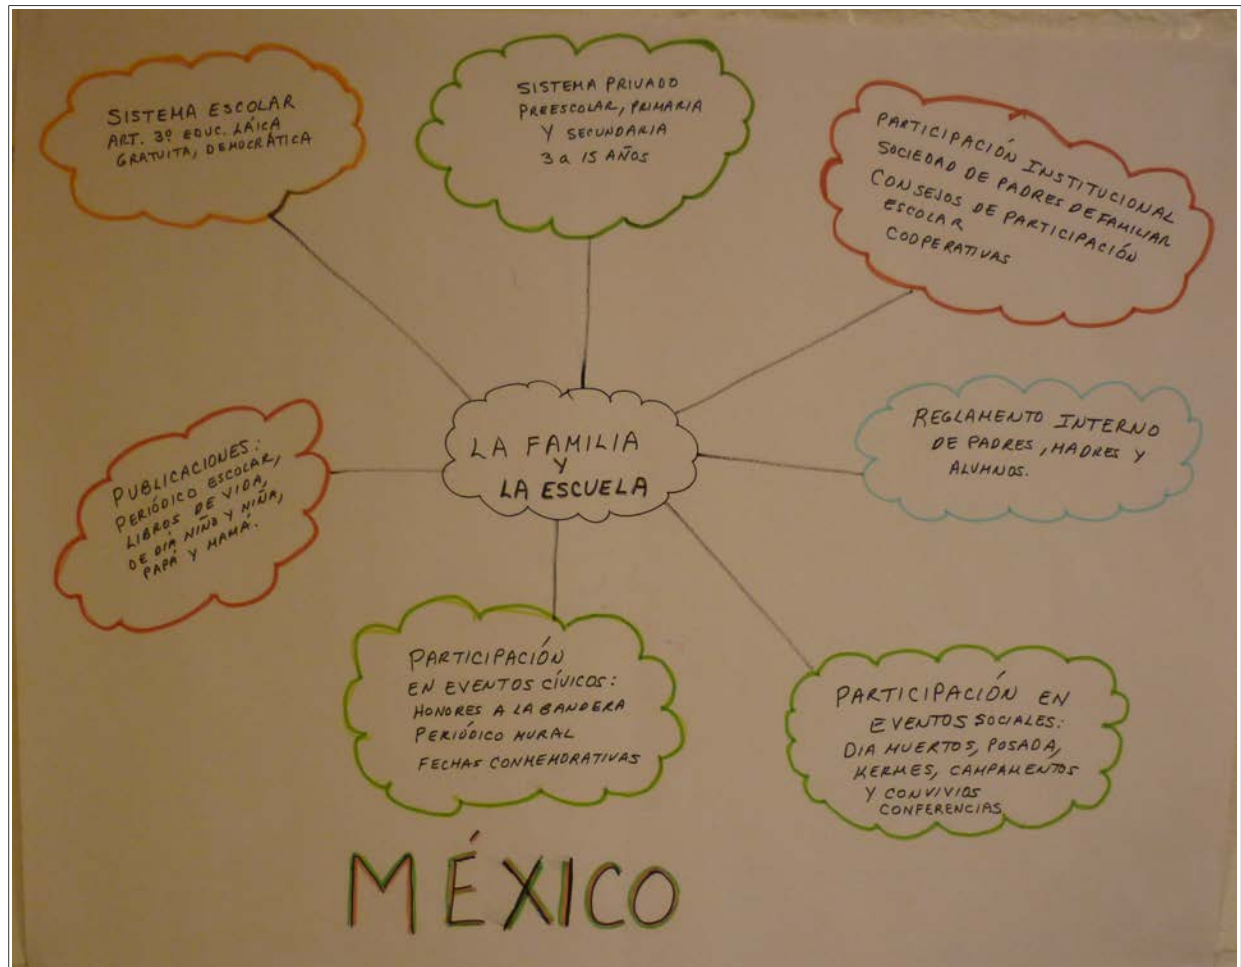 SISTEMA ESCOLAR
ART. 3º EDUC. LÁICA
GRATUITA, DEMOCRÁTICA
SISTEMA PRIVADO
PREESCOLAR, PRIMARIA
Y SECUNDARIA
3 a 15 AÑOS
PARTICIPACIÓN INSTITUCIONAL
SOCIEDAD DE PADRES DE FAMILIAR
CONSEJOS DE PARTICIPACIÓN
ESCOLAR
COOPERATIVAS
LA FAMILIA
Y
LA ESCUELA
REGLAMENTO INTERNO
DE PADRES, MADRES Y
ALUMNOS.
PUBLICACIONES:
PERIÓDICO ESCOLAR,
LIBROS DE VIDA,
DE DIÁ NIÑO Y NIÑA,
PAPÁ Y MAMÁ.
PARTICIPACIÓN
EN EVENTOS CÍVICOS:
HONORES A LA BANDERA
PERIÓDICO MURAL
FECHAS CONMEMORATIVAS
PARTICIPACIÓN EN
EVENTOS SOCIALES:
DIA MUERTOS, POSADA,
KERMES, CAMPAMENTOS
Y CONVIVIOS
CONFERENCIAS
MÉXICO